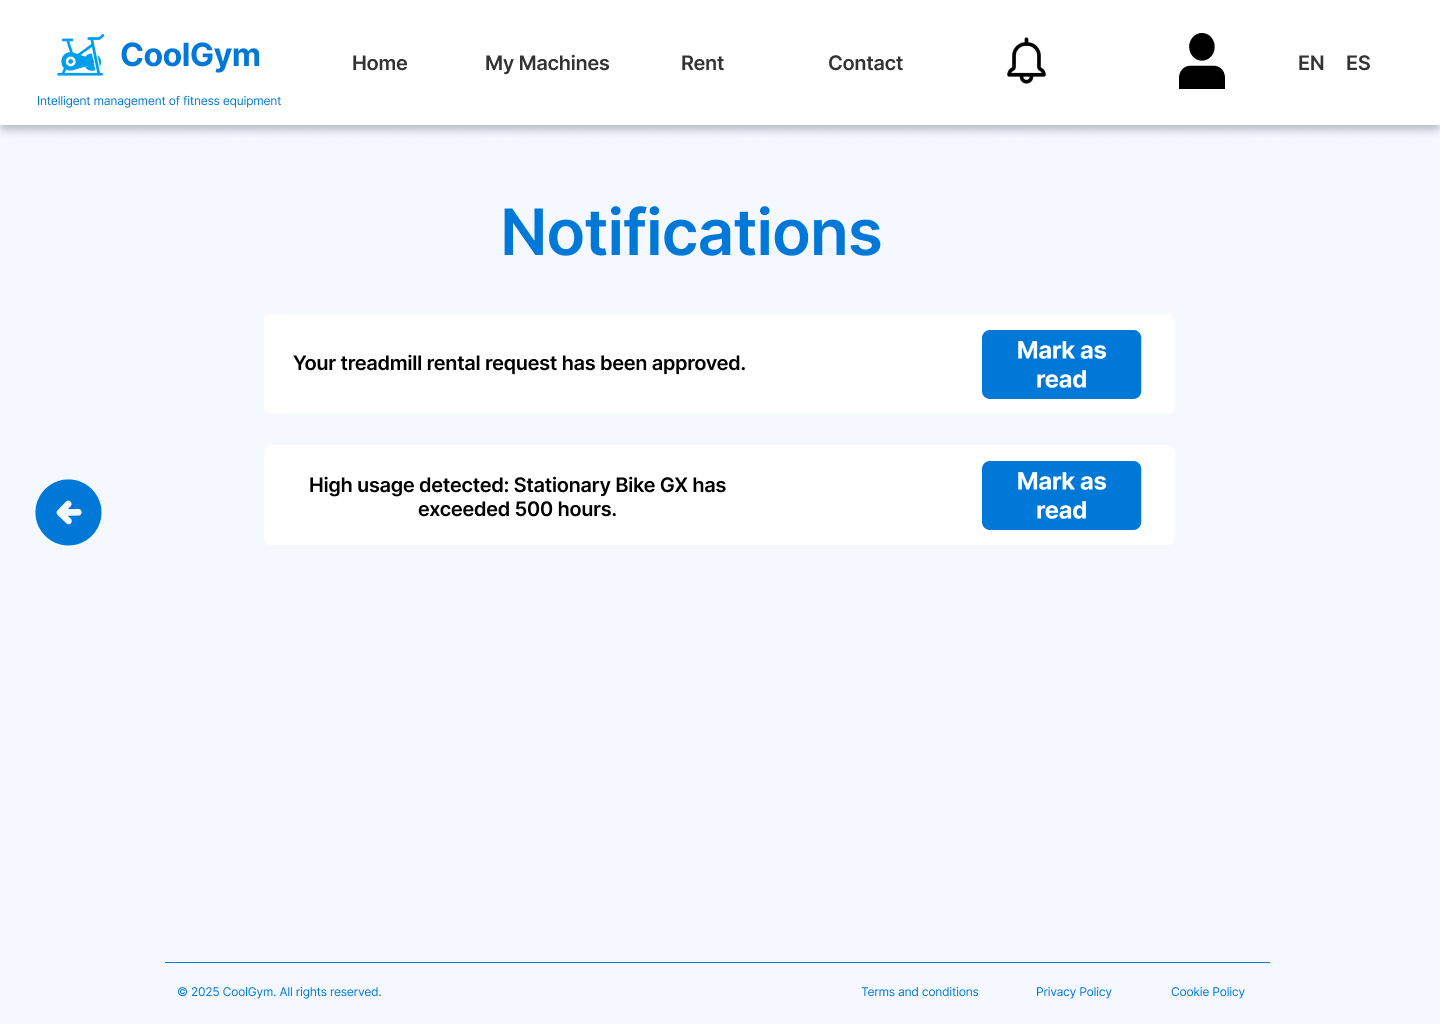 CoolGym
Intelligent management of fitness equipment
Home
My Machines
Rent
Contact
EN
ES
Notifications
Your treadmill rental request has been approved.
Mark as
read
High usage detected: Stationary Bike GX has
exceeded 500 hours.
Mark as
read
© 2025 CoolGym. All rights reserved.
Terms and conditions
Privacy Policy
Cookie Policy